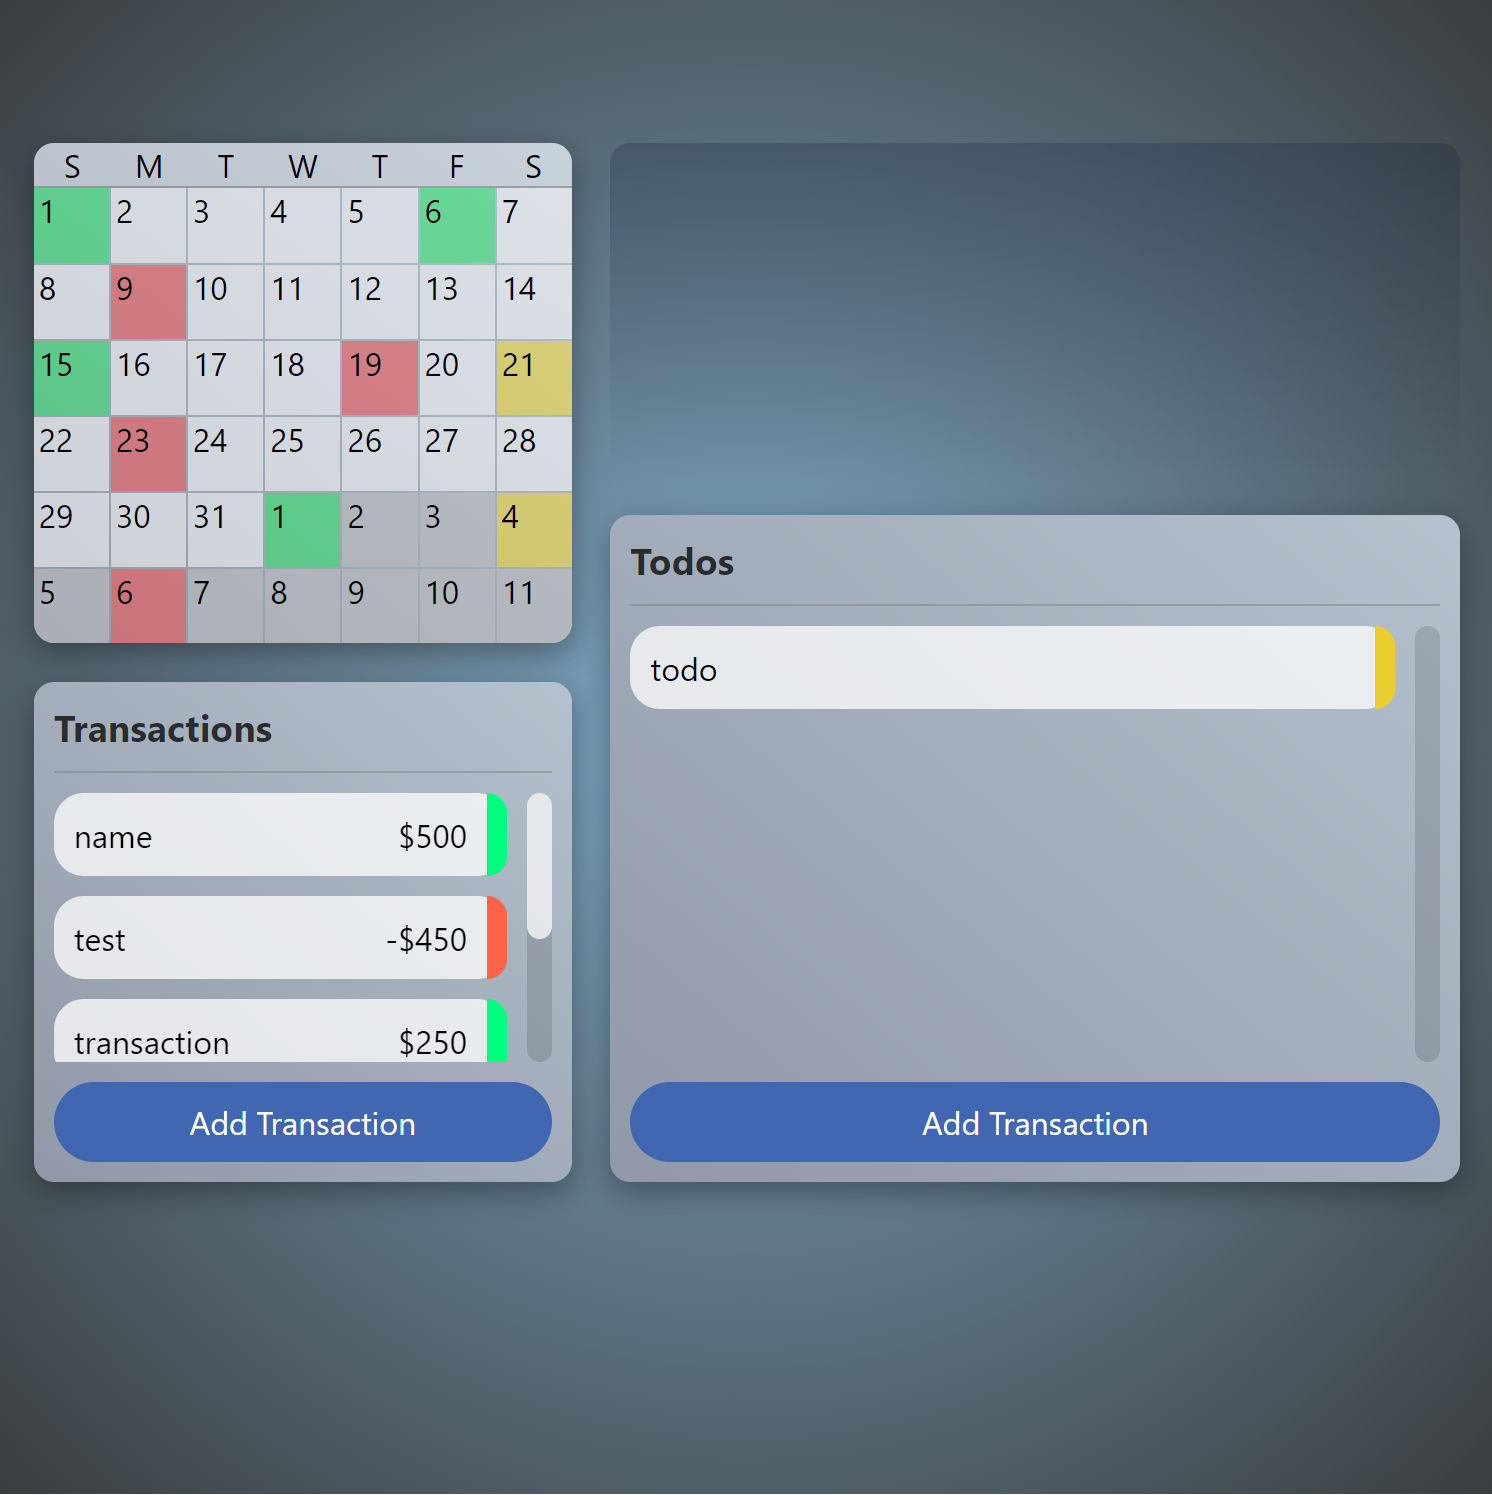 S M T W T F S
1 2 3 4 5 6 7
8 9 10 11 12 13 14
15 16 17 18 19 20 21
22 23 24 25 26 27 28
29 30 31 1 2 3 4
5 6 7 8 9 10 11
Transactions
name $500
test -$450
transaction $250
Add Transaction
Todos
todo
Add Transaction